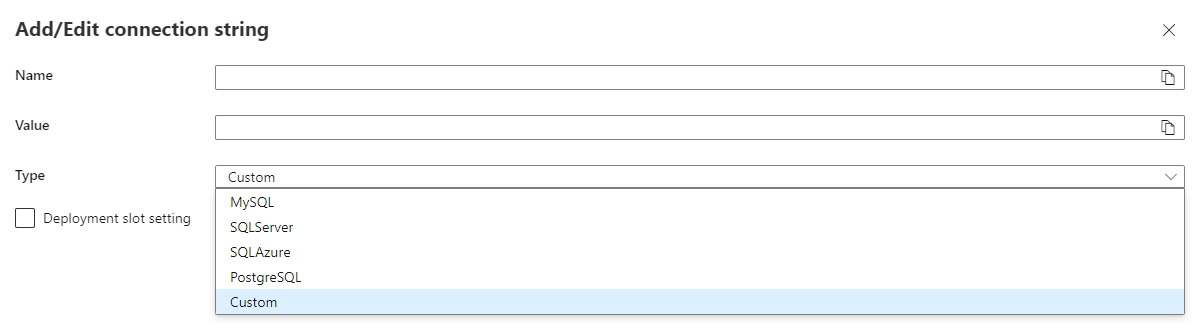 Add/Edit connection string
Name
Value
Type
Custom
MySQL
Deployment slot setting
SQLServer
SQLAzure
PostgreSQL
Custom